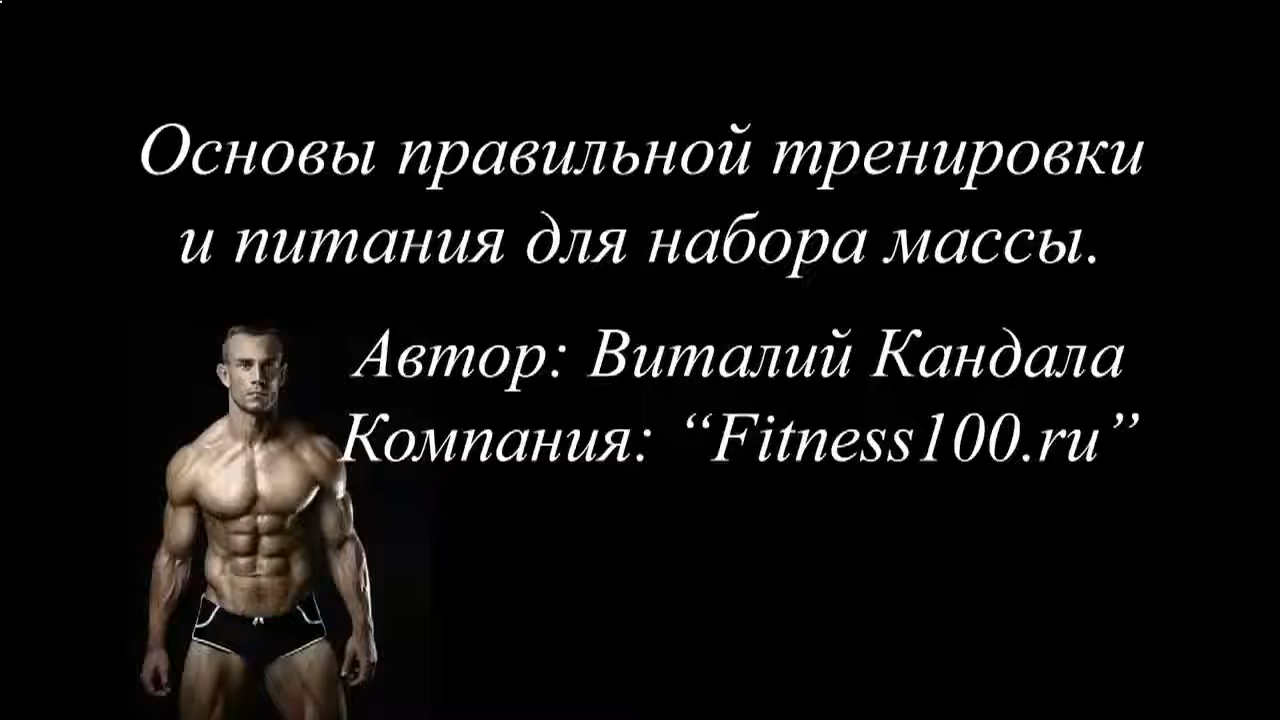 Основы правильной тренировки
и питания для набора массы.
Автор: Виталий Кандала
Компания: “Fitness100.ru”